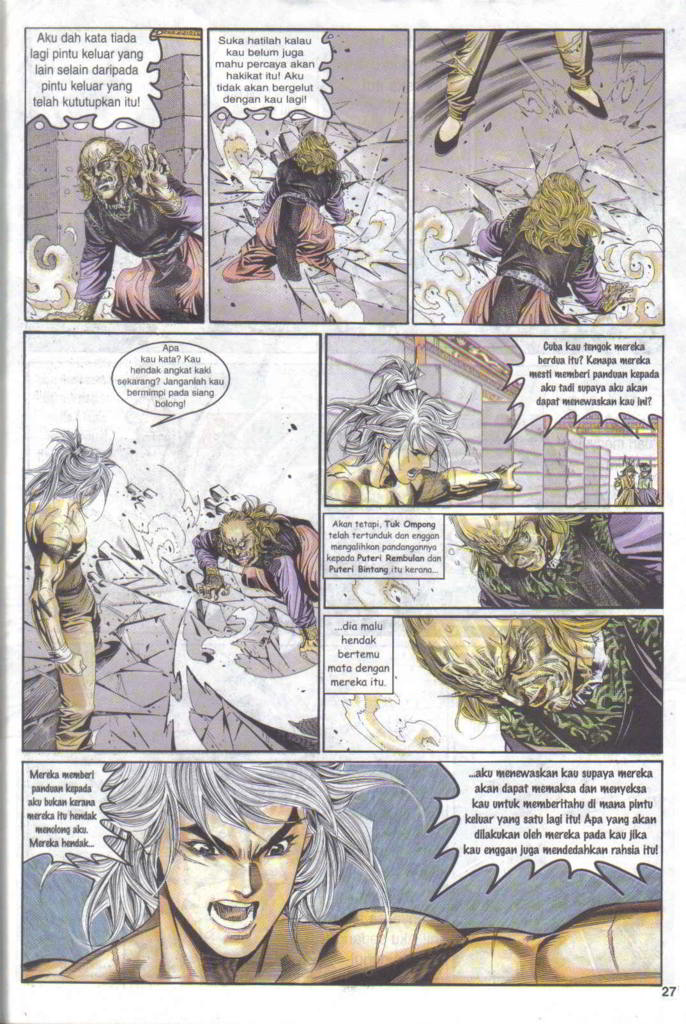 Aku dah kata tiada
lagi pintu keluar yang
lain selain daripada
pintu keluar yang
telah kututupkan itu!
Suka hatilah kalau
kau belum juga
mahu percaya akan
hakikat itu! Aku
tidak akan bergelut
dengan kau lagi!
Apa
kau kata? Kau
hendak angkat kaki
sekarang? Janganlah kau
bermimpi pada siang
bolong!
Cuba kau tengok mereka
berdua itu? Kenapa mereka
mesti memberi panduan kepada
aku tadi supaya aku akan
dapat menewaskan kau ini?
Akan tetapi, Tuk Ompong
telah tertunduk dan enggan
mengalihkan pandangannya
kepada Puteri Rembulan dan
Puteri Bintang itu kerana...
...dia malu
hendak
bertemu
mata dengan
mereka itu.
Mereka memberi
panduan kepada
aku bukan kerana
mereka itu hendak
menolong aku.
Mereka hendak...
...aku menewaskan kau supaya mereka
akan dapat memaksa dan menyeksa
kau untuk memberitahu di mana pintu
keluar yang satu lagi itu! Apa yang akan
dilakukan oleh mereka pada kau jika
kau enggan juga mendedahkan rahsia itu!
27